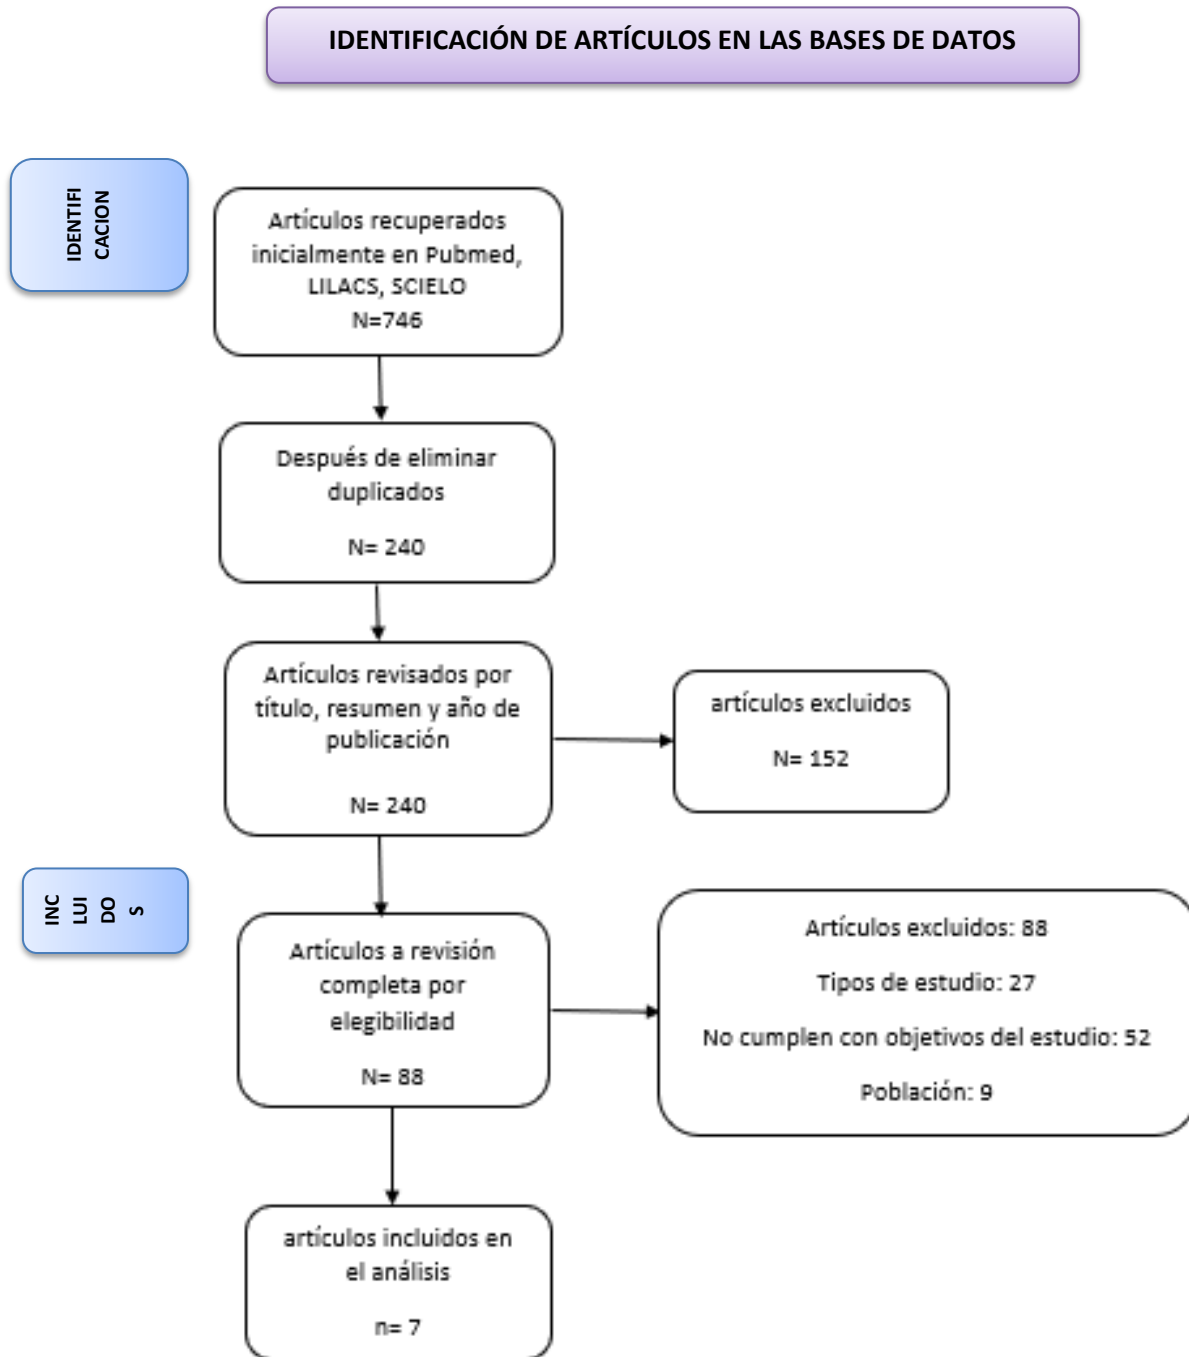 IDENTIFICACIÓN DE ARTÍCULOS EN LAS BASES DE DATOS
IDENTIFI
CACION
Artículos recuperados
inicialmente en Pubmed,
LILACS, SCIELO
N=746
Después de eliminar
duplicados
N= 240
Artículos revisados por
título, resumen y año de
publicación
N= 240
artículos excluidos
N= 152
INC
LUI
DO
S
Artículos a revisión
completa por
elegibilidad
N= 88
Artículos excluidos: 88
Tipos de estudio: 27
No cumplen con objetivos del estudio: 52
Población: 9
artículos incluidos en
el análisis
n= 7